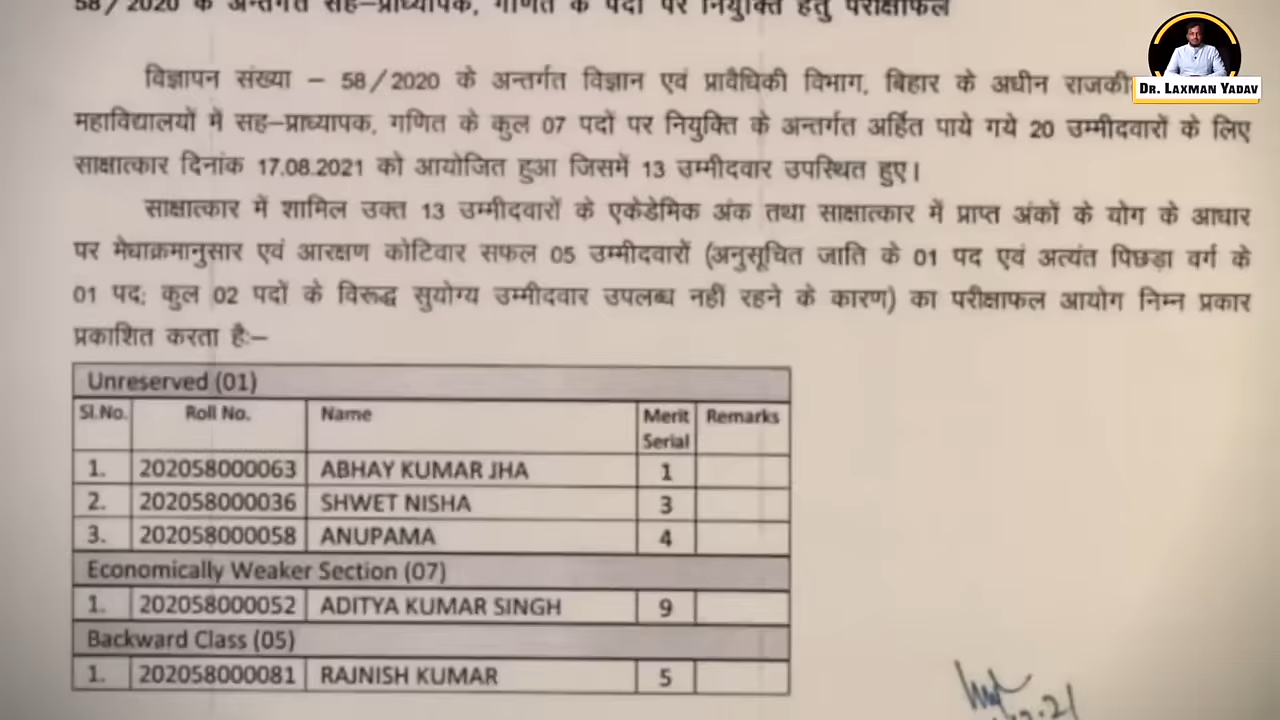 58/2020 के अन्तर्गत सह–प्राध्यापक, गणित के पदों पर नियुक्ति हेतु परीक्षाफल
DR. LAXMAN YADAV
विज्ञापन संख्या – 58/2020 के अन्तर्गत विज्ञान एवं प्रावैधिकी विभाग, बिहार के अधीन
महाविद्यालयों में सह–प्राध्यापक, गणित के कुल 07 पदों पर नियुक्ति के अन्तर्गत अर्हित पाये गये 20 उम्मीदवारों के लिए
साक्षात्कार दिनांक 17.08.2021 को आयोजित हुआ जिसमें 13 उम्मीदवार उपस्थित हुए।
साक्षात्कार में शामिल उक्त 13 उम्मीदवारों के एकेडेमिक अंक तथा साक्षात्कार में प्राप्त अंकों के योग के आधार
पर मेधाक्रमानुसार एवं आरक्षण कोटिवार सफल 05 उम्मीदवारों (अनुसूचित जाति के 01 पद एवं अत्यंत पिछड़ा वर्ग के
01 पद; कुल 02 पदों के विरूद्ध सुयोग्य उम्मीदवार उपलब्ध नहीं रहने के कारण) का परीक्षाफल आयोग निम्न प्रकार
प्रकाशित करता है:–
Unreserved (01)
Sl.No. Roll No. Name Merit Serial Remarks
1. 202058000063 ABHAY KUMAR JHA 1
2. 202058000036 SHWET NISHA 3
3. 202058000058 ANUPAMA 4
Economically Weaker Section (07)
1. 202058000052 ADITYA KUMAR SINGH 9
Backward Class (05)
1. 202058000081 RAJNISH KUMAR 5